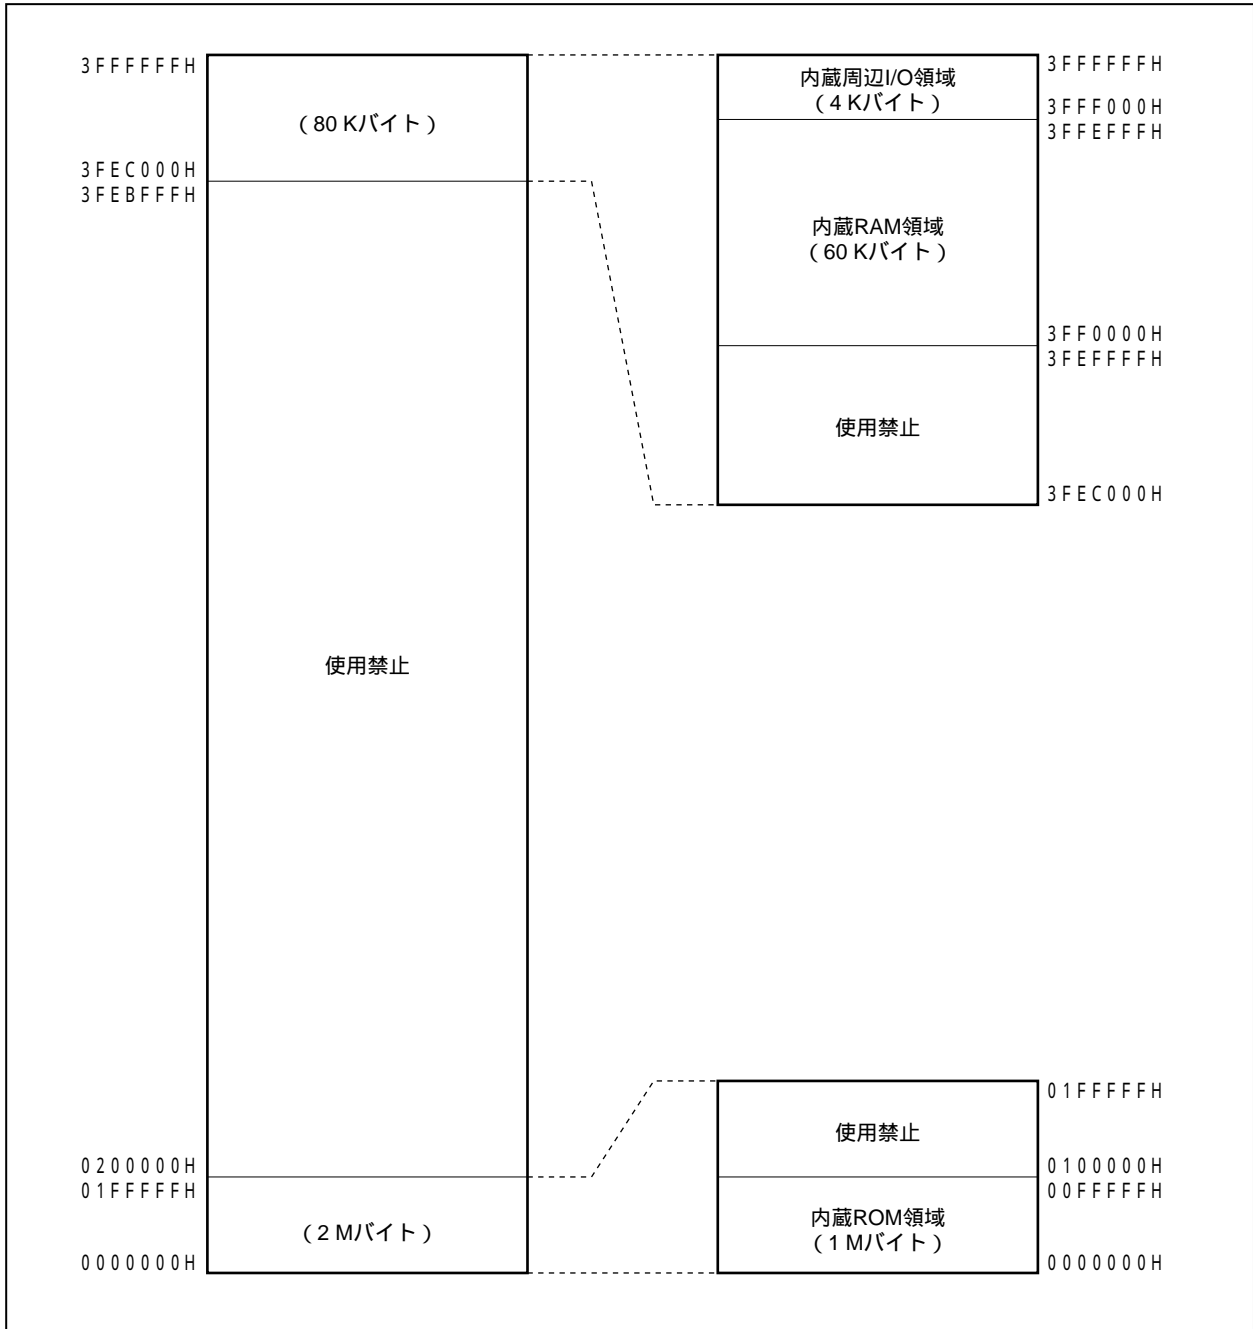 3FFFFFFH
(80 Kバイト)
3FEC000H
3FEBFFFH
使用禁止
0200000H
01FFFFFH
(2 Mバイト)
0000000H
内蔵周辺I/O領域
(4 Kバイト)
3FFFFFFH
3FFF000H
3FFEFFFH
内蔵RAM領域
(60 Kバイト)
3FF0000H
3FEFFFFH
使用禁止
3FEC000H
01FFFFFH
使用禁止
0100000H
00FFFFFH
内蔵ROM領域
(1 Mバイト)
0000000H